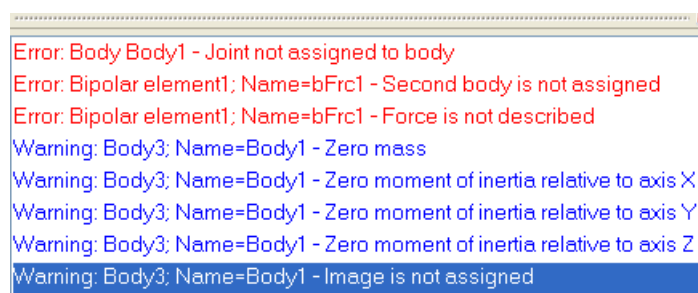 Error: Body Body1 - Joint not assigned to body
Error: Bipolar element1; Name=bFrc1 - Second body is not assigned
Error: Bipolar element1; Name=bFrc1 - Force is not described
Warning: Body3; Name=Body1 - Zero mass
Warning: Body3; Name=Body1 - Zero moment of inertia relative to axis X
Warning: Body3; Name=Body1 - Zero moment of inertia relative to axis Y
Warning: Body3; Name=Body1 - Zero moment of inertia relative to axis Z
Warning: Body3; Name=Body1 - Image is not assigned